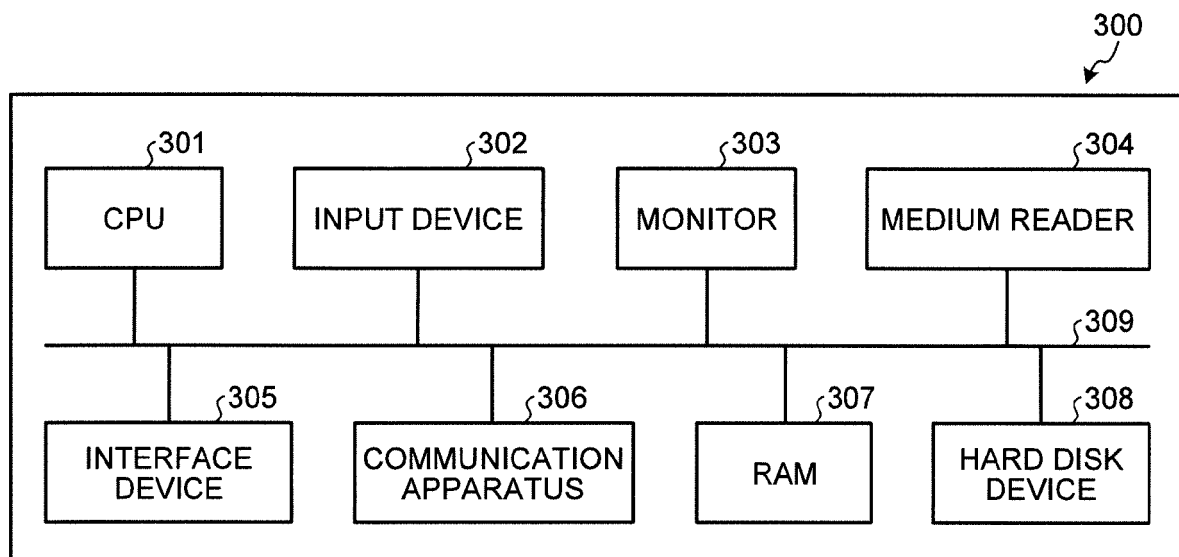 300
301
302
303
304
CPU
INPUT DEVICE
MONITOR
MEDIUM READER
309
305
306
307
308
INTERFACE
DEVICE
COMMUNICATION
APPARATUS
RAM
HARD DISK
DEVICE